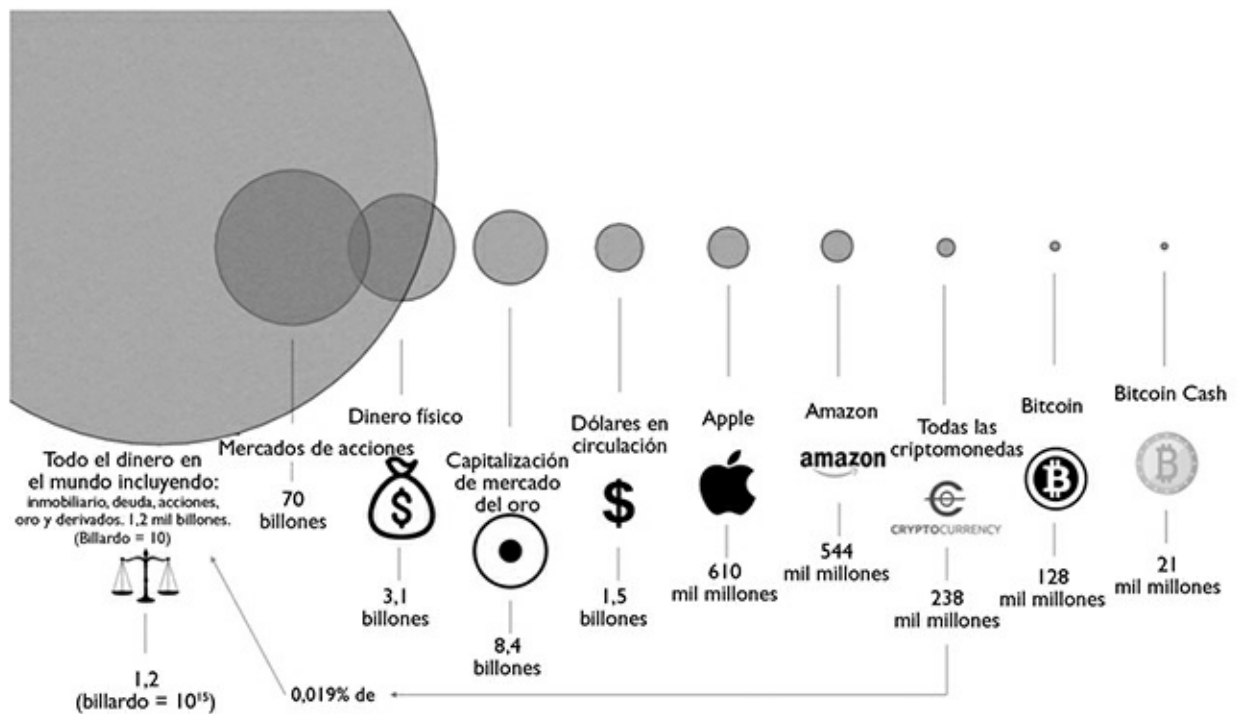 Todo el dinero en
el mundo incluyendo:
inmobiliario, deuda, acciones,
oro y derivados. 1,2 mil billones.
(Billardo = 10)
1,2
(billardo = 10¹⁵)
Mercados de acciones
70
billones
Dinero físico
$
3,1
billones
Capitalización
de mercado
del oro
8,4
billones
Dólares en
circulación
$
1,5
billones
Apple
610
mil millones
Amazon
amazon
544
mil millones
Todas las
criptomonedas
CRYPTOCURRENCY
238
mil millones
Bitcoin
128
mil millones
Bitcoin Cash
21
mil millones
0,019% de